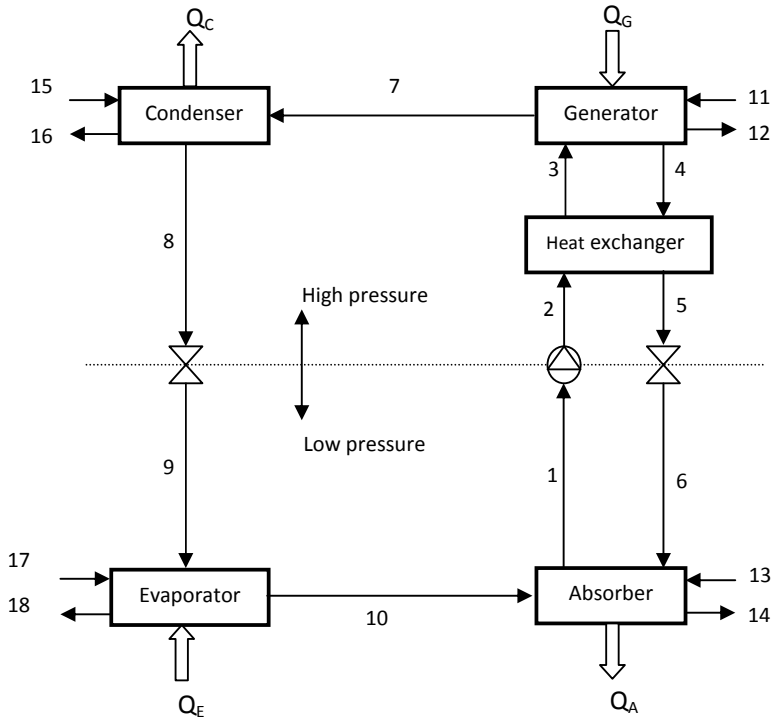 Q_C
Q_G
15
7
11
Condenser
Generator
16
12
3
4
8
Heat exchanger
High pressure
2
5
Low pressure
9
1
6
17
13
Evaporator
Absorber
18
10
14
Q_E
Q_A